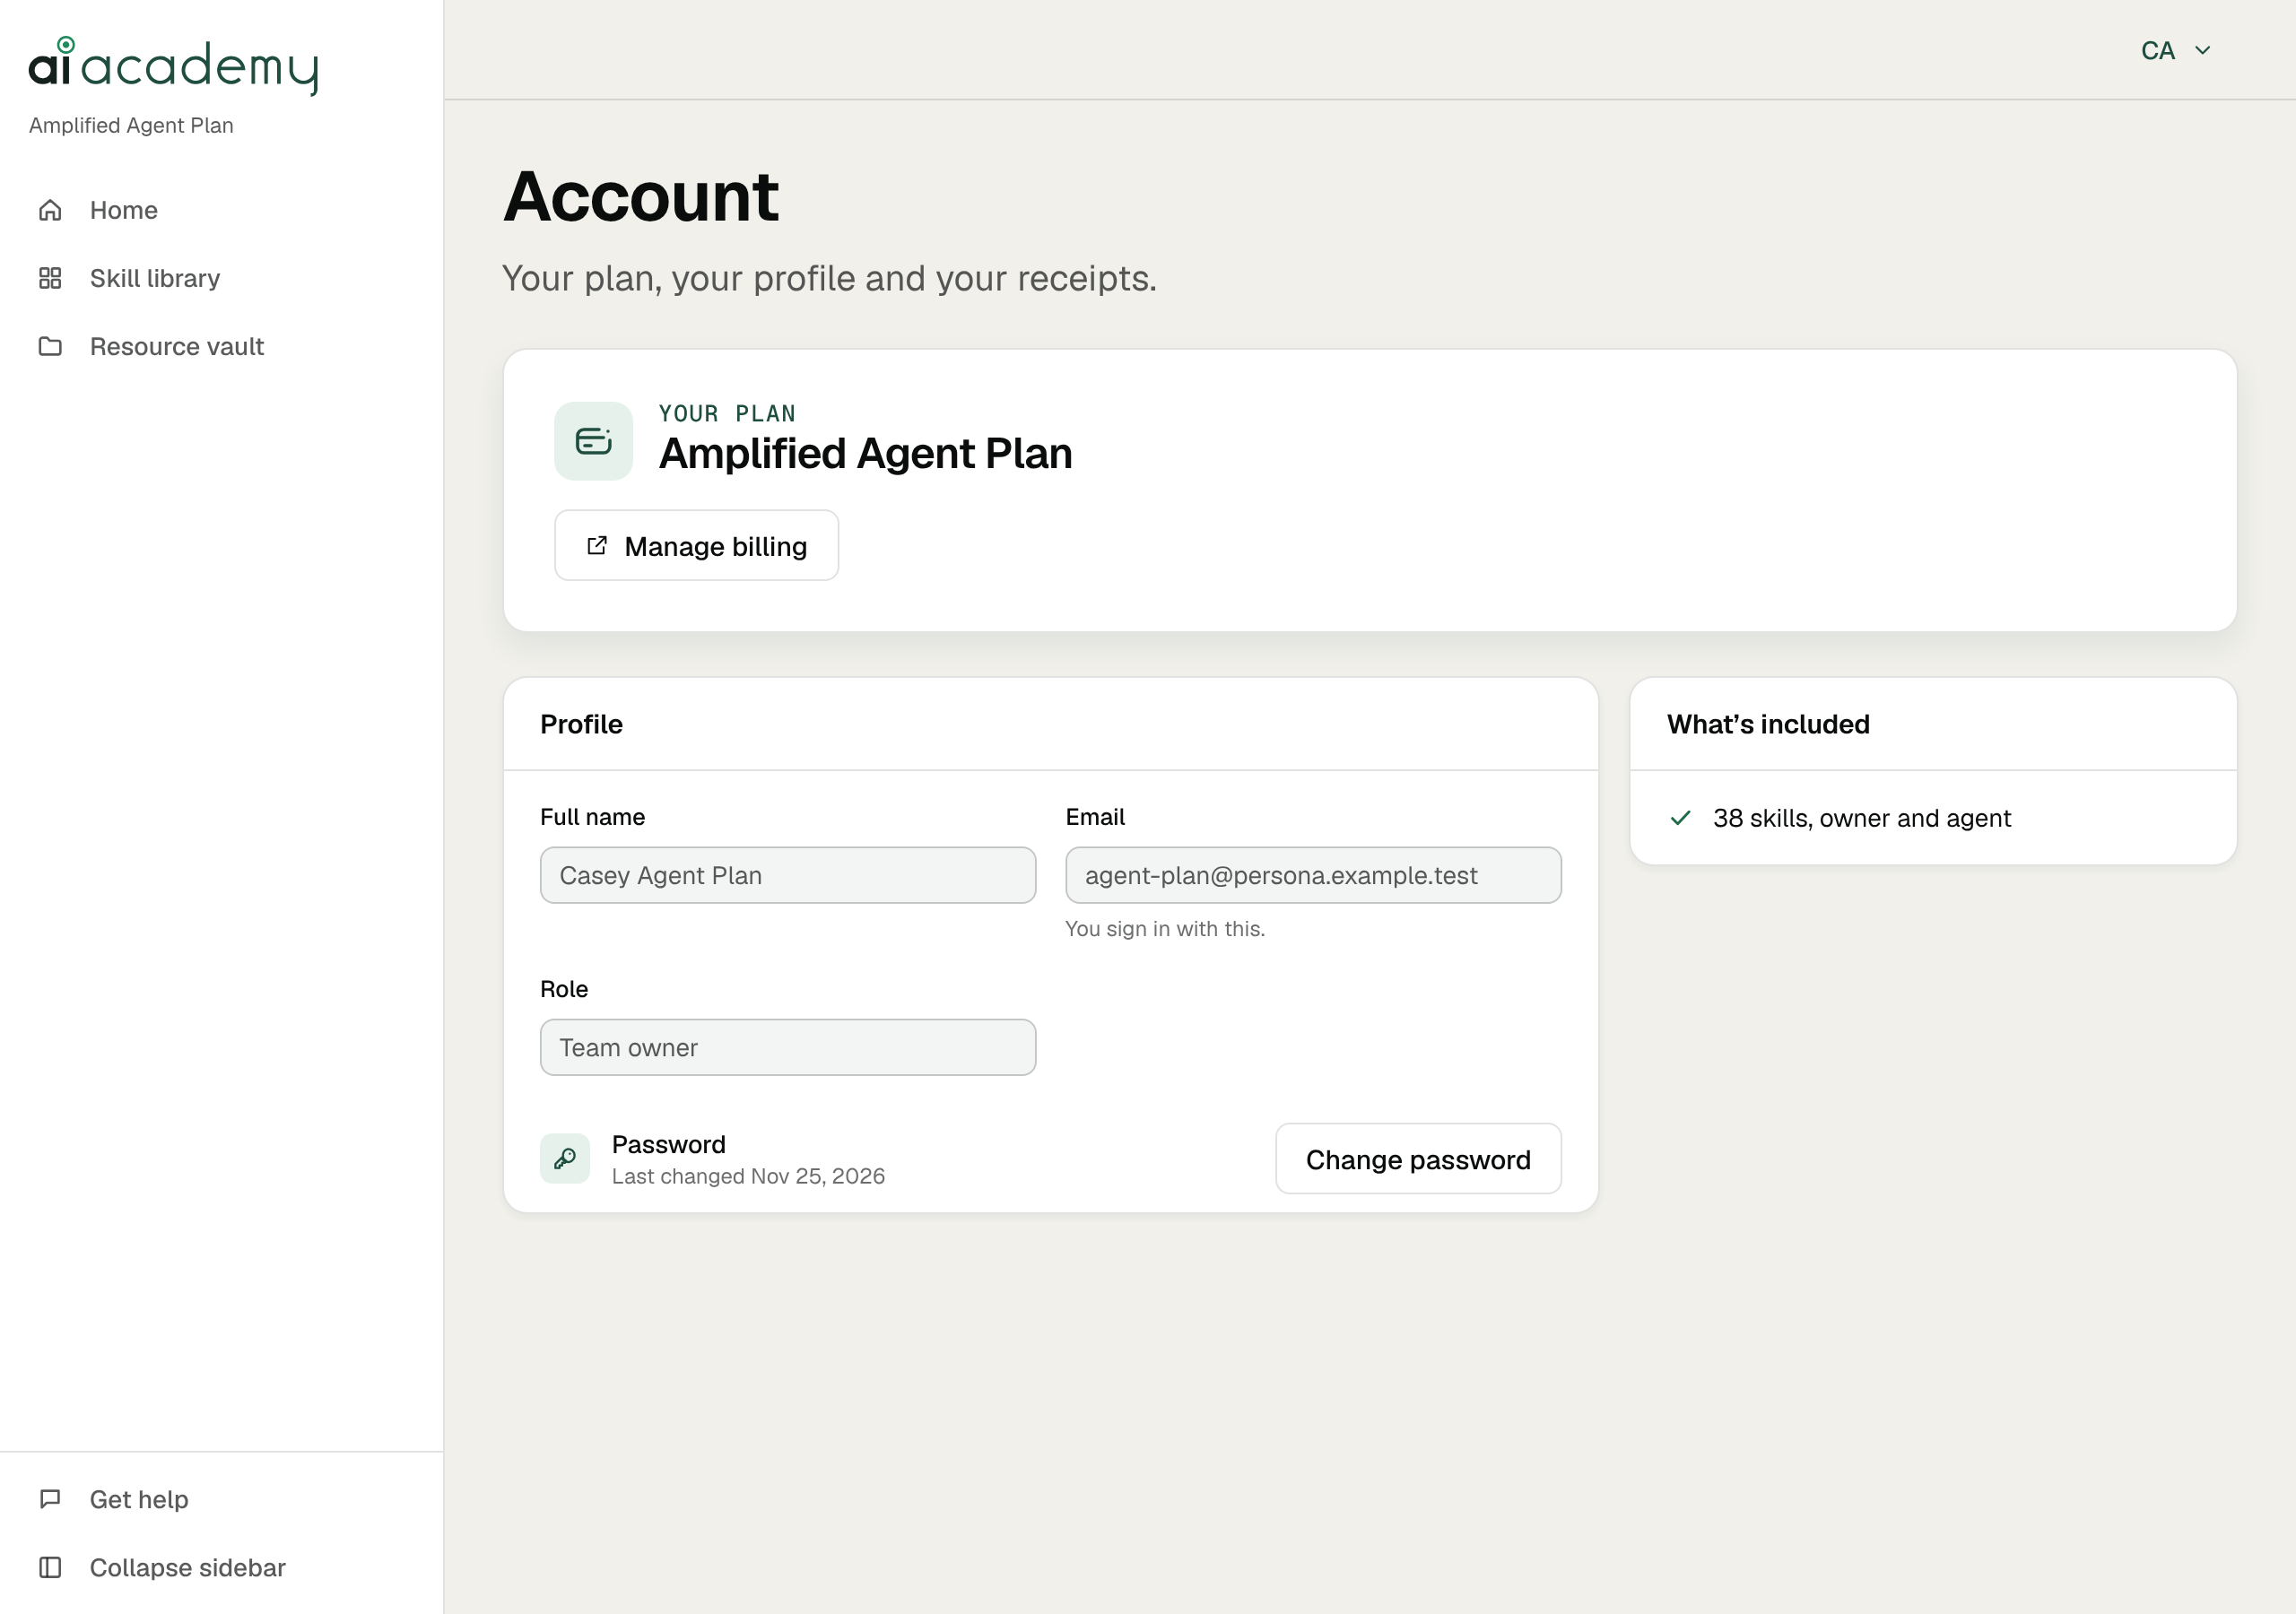 ai academy
Amplified Agent Plan
Home
Skill library
Resource vault
Get help
Collapse sidebar
CA
Account
Your plan, your profile and your receipts.
YOUR PLAN
Amplified Agent Plan
Manage billing
Profile
Full name
Casey Agent Plan
Email
agent-plan@persona.example.test
You sign in with this.
Role
Team owner
Password
Last changed Nov 25, 2026
Change password
What’s included
38 skills, owner and agent